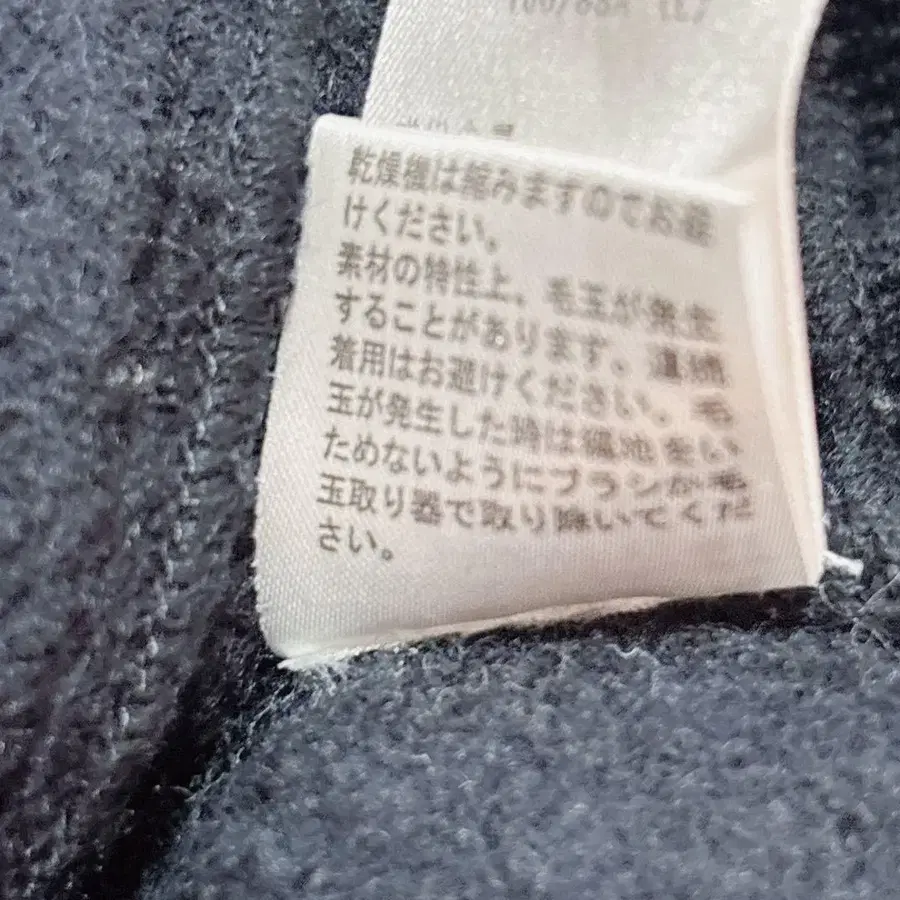 (L)
乾燥機は縮みますのでお避
けください。
素材の特性上、毛玉が発生
することがあります。連続
着用はお避けください。毛
玉が発生した時は編地をい
ためないようにブラシか毛
玉取り器で取り除いてくだ
さい。